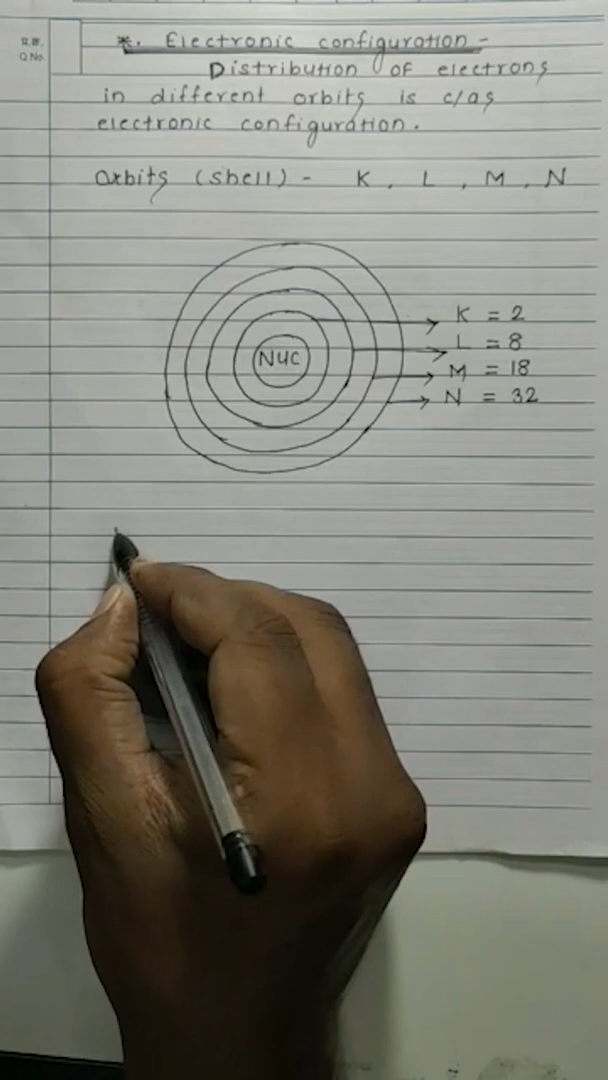 *. Electronic configuration -
Distribution of electrons
in different orbits is c/as
electronic configuration.
Orbits (shell) - K, L, M, N
Nuc
K = 2
L = 8
M = 18
N = 32
Q No.